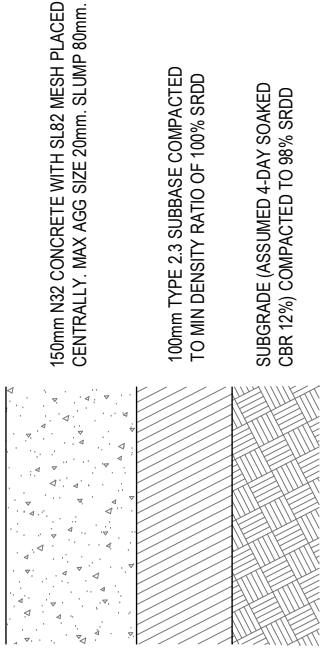 150mm N32 CONCRETE WITH SL82 MESH PLACED
CENTRALLY. MAX AGG SIZE 20mm. SLUMP 80mm.
100mm TYPE 2.3 SUBBASE COMPACTED
TO MIN DENSITY RATIO OF 100% SRDD
SUBGRADE (ASSUMED 4-DAY SOAKED
CBR 12%) COMPACTED TO 98% SRDD